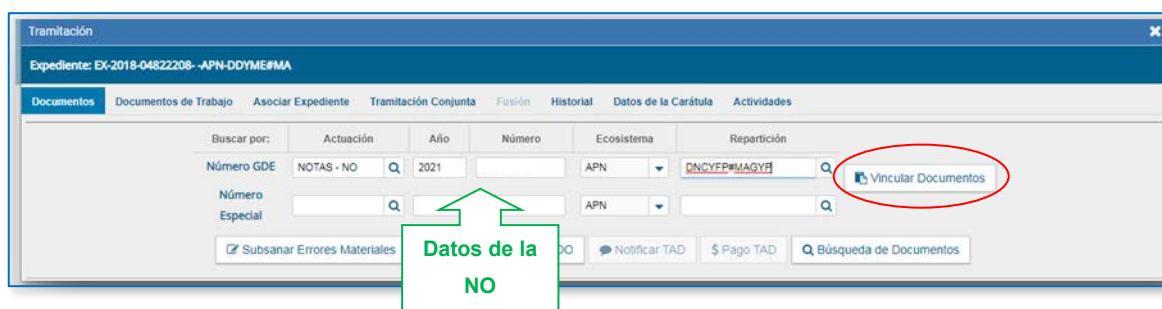 Tramitación
Expediente: EX-2018-04822208- -APN-DDYME#MA
Documentos Documentos de Trabajo Asociar Expediente Tramitación Conjunta Fusión Historial Datos de la Carátula Actividades
Buscar por: Actuación Año Número Ecosistema Repartición
Número GDE NOTAS - NO 2021 APN DNCYFP#MAGYP Vincular Documentos
Número
Especial APN
Subsanar Errores Materiales DO Notificar TAD $ Pago TAD Búsqueda de Documentos
Datos de la
NO